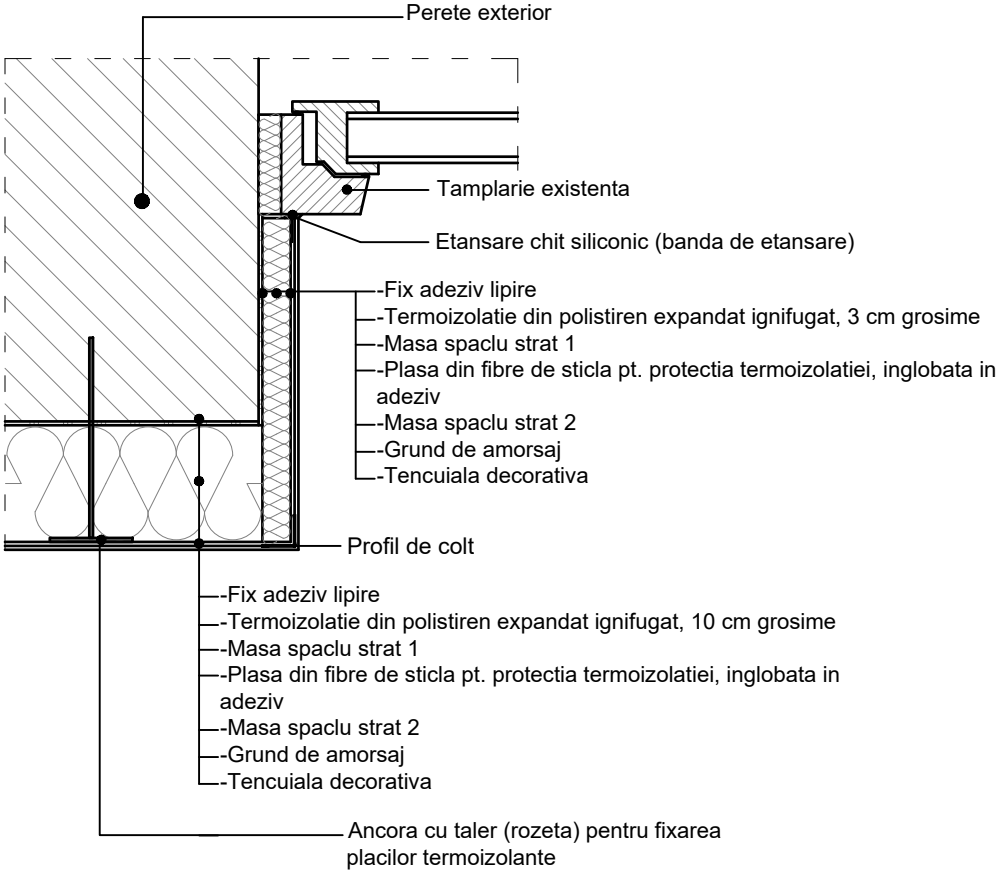 Perete exterior
Tamplarie existenta
Etansare chit siliconic (banda de etansare)
-Fix adeziv lipire
-Termoizolatie din polistiren expandat ignifugat, 3 cm grosime
-Masa spaclu strat 1
-Plasa din fibre de sticla pt. protectia termoizolatiei, inglobata in
adeziv
-Masa spaclu strat 2
-Grund de amorsaj
-Tencuiala decorativa
Profil de colt
-Fix adeziv lipire
-Termoizolatie din polistiren expandat ignifugat, 10 cm grosime
-Masa spaclu strat 1
-Plasa din fibre de sticla pt. protectia termoizolatiei, inglobata in
adeziv
-Masa spaclu strat 2
-Grund de amorsaj
-Tencuiala decorativa
Ancora cu taler (rozeta) pentru fixarea
placilor termoizolante